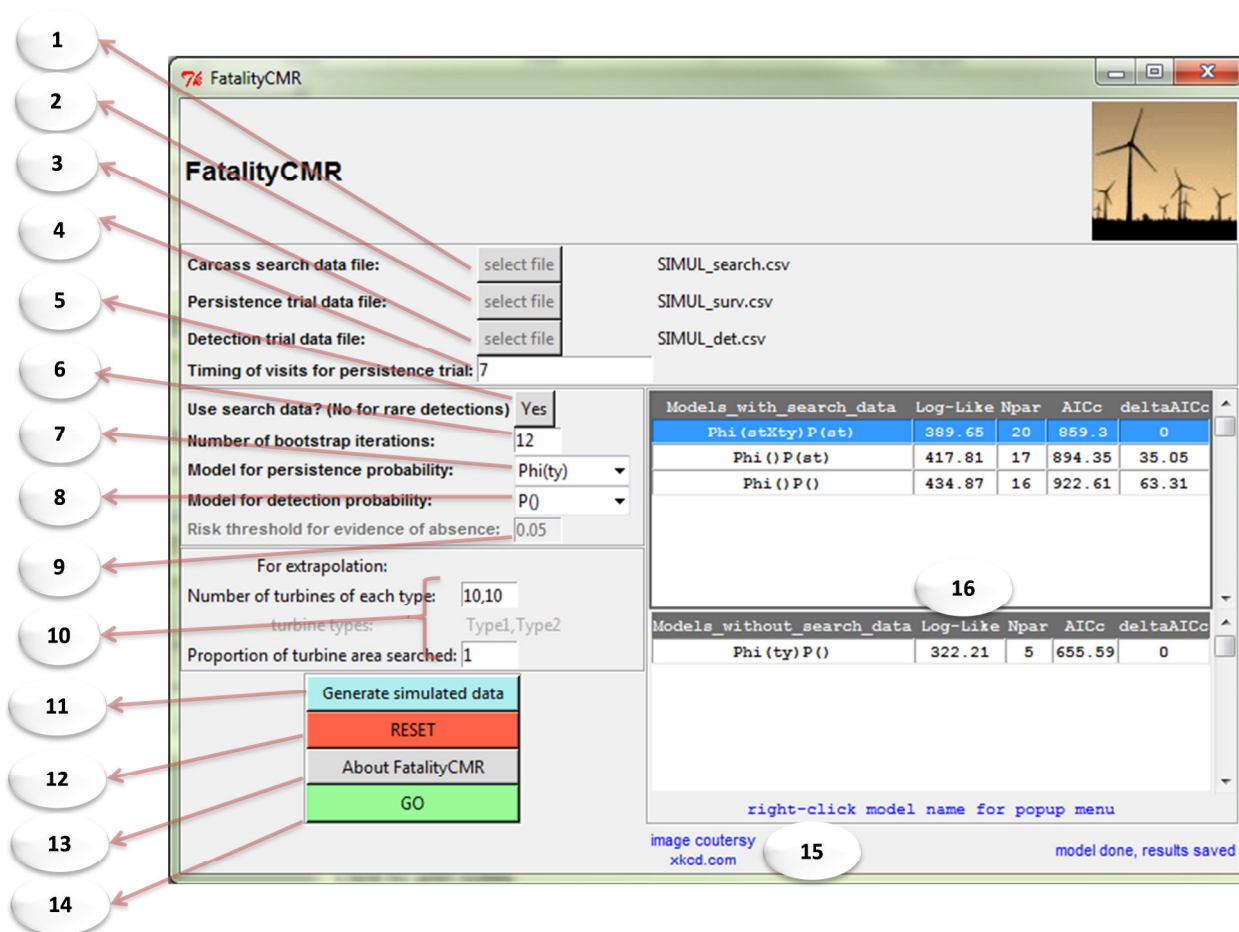 1
2
3
4
5
6
7
8
9
10
11
12
13
14
FatalityCMR
FatalityCMR
Carcass search data file: select file SIMUL_search.csv
Persistence trial data file: select file SIMUL_surv.csv
Detection trial data file: select file SIMUL_det.csv
Timing of visits for persistence trial: 7
Use search data? (No for rare detections) Yes
Number of bootstrap iterations: 12
Model for persistence probability: Phi(ty)
Model for detection probability: P()
Risk threshold for evidence of absence: 0.05
For extrapolation:
Number of turbines of each type: 10,10
turbine types: Type1,Type2
Proportion of turbine area searched: 1
Generate simulated data
RESET
About FatalityCMR
GO
Models_with_search_data Log-Like Npar AICc deltaAICc
Phi(stXty)P(st) 389.65 20 859.3 0
Phi()P(st) 417.81 17 894.35 35.05
Phi()P() 434.87 16 922.61 63.31
16
Models_without_search_data Log-Like Npar AICc deltaAICc
Phi(ty)P() 322.21 5 655.59 0
right-click model name for popup menu
image coutersy
xkcd.com
15
model done, results saved